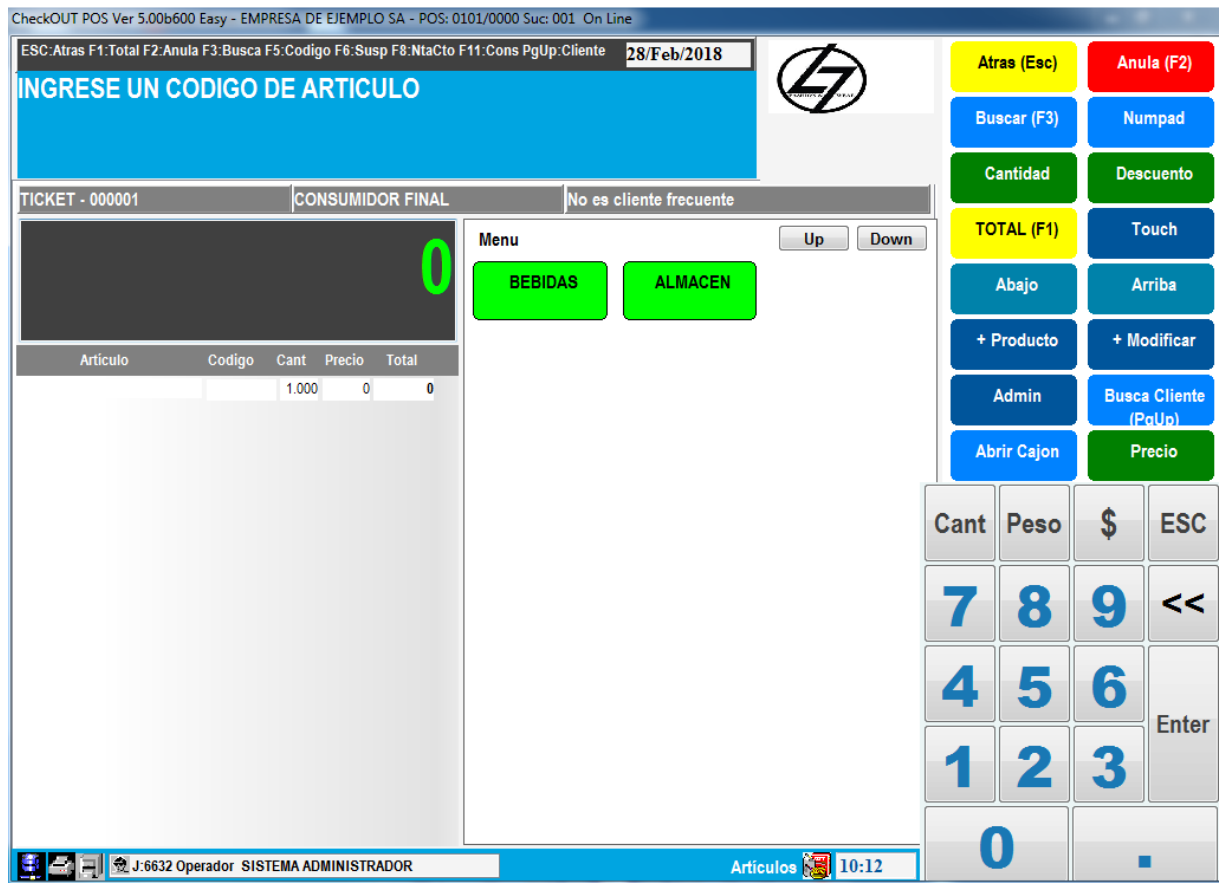 CheckOUT POS Ver 5.00b600 Easy - EMPRESA DE EJEMPLO SA - POS: 0101/0000 Suc: 001 On Line
ESC:Atras F1:Total F2:Anula F3:Busca F5:Codigo F6:Susp F8:NtaCto F11:Cons PgUp:Cliente 28/Feb/2018
INGRESE UN CODIGO DE ARTICULO
TICKET - 000001 CONSUMIDOR FINAL No es cliente frecuente
0
Artículo Codigo Cant Precio Total
1.000 0 0
Menu Up Down
BEBIDAS ALMACEN
Atras (Esc) Anula (F2)
Buscar (F3) Numpad
Cantidad Descuento
TOTAL (F1) Touch
Abajo Arriba
+ Producto + Modificar
Admin Busca Cliente
(PgUp)
Abrir Cajon Precio
Cant Peso $ ESC
7 8 9 <<
4 5 6
Enter
1 2 3
0 .
J:6632 Operador SISTEMA ADMINISTRADOR Artículos 10:12